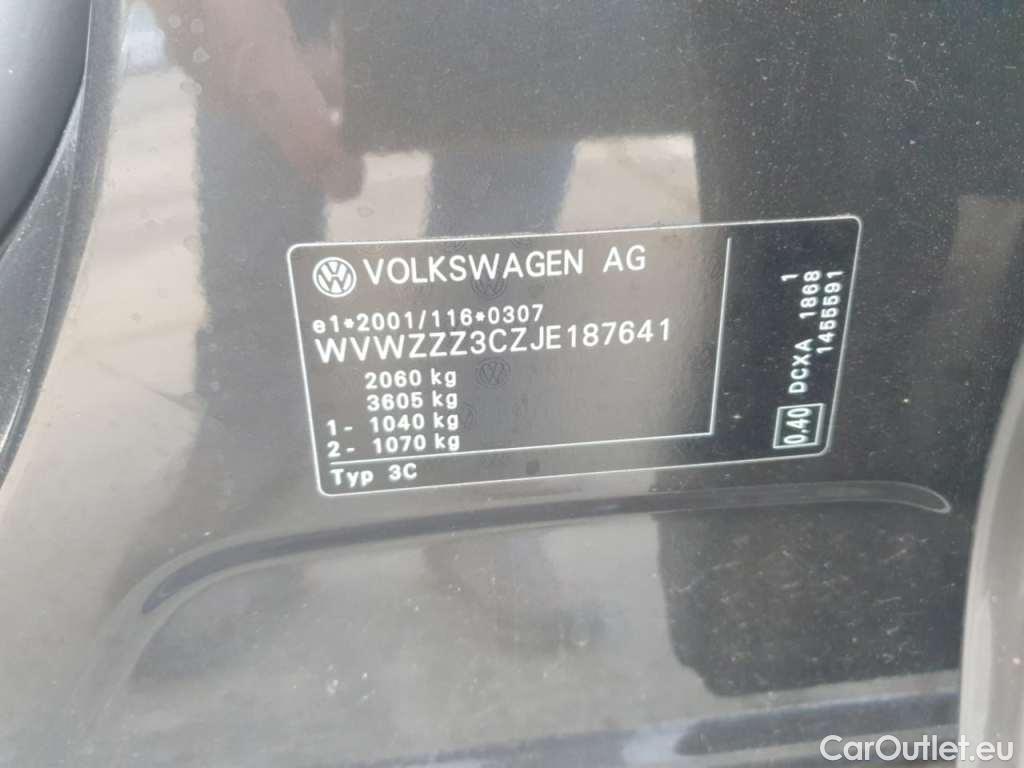 VOLKSWAGEN AG
e1*2001/116*0307
WVWZZZ3CZJE187641
2060 kg
3605 kg
1- 1040 kg
2- 1070 kg
Typ 3C
1
DCXA 1868
1455591
0.40
CarOutlet.eu